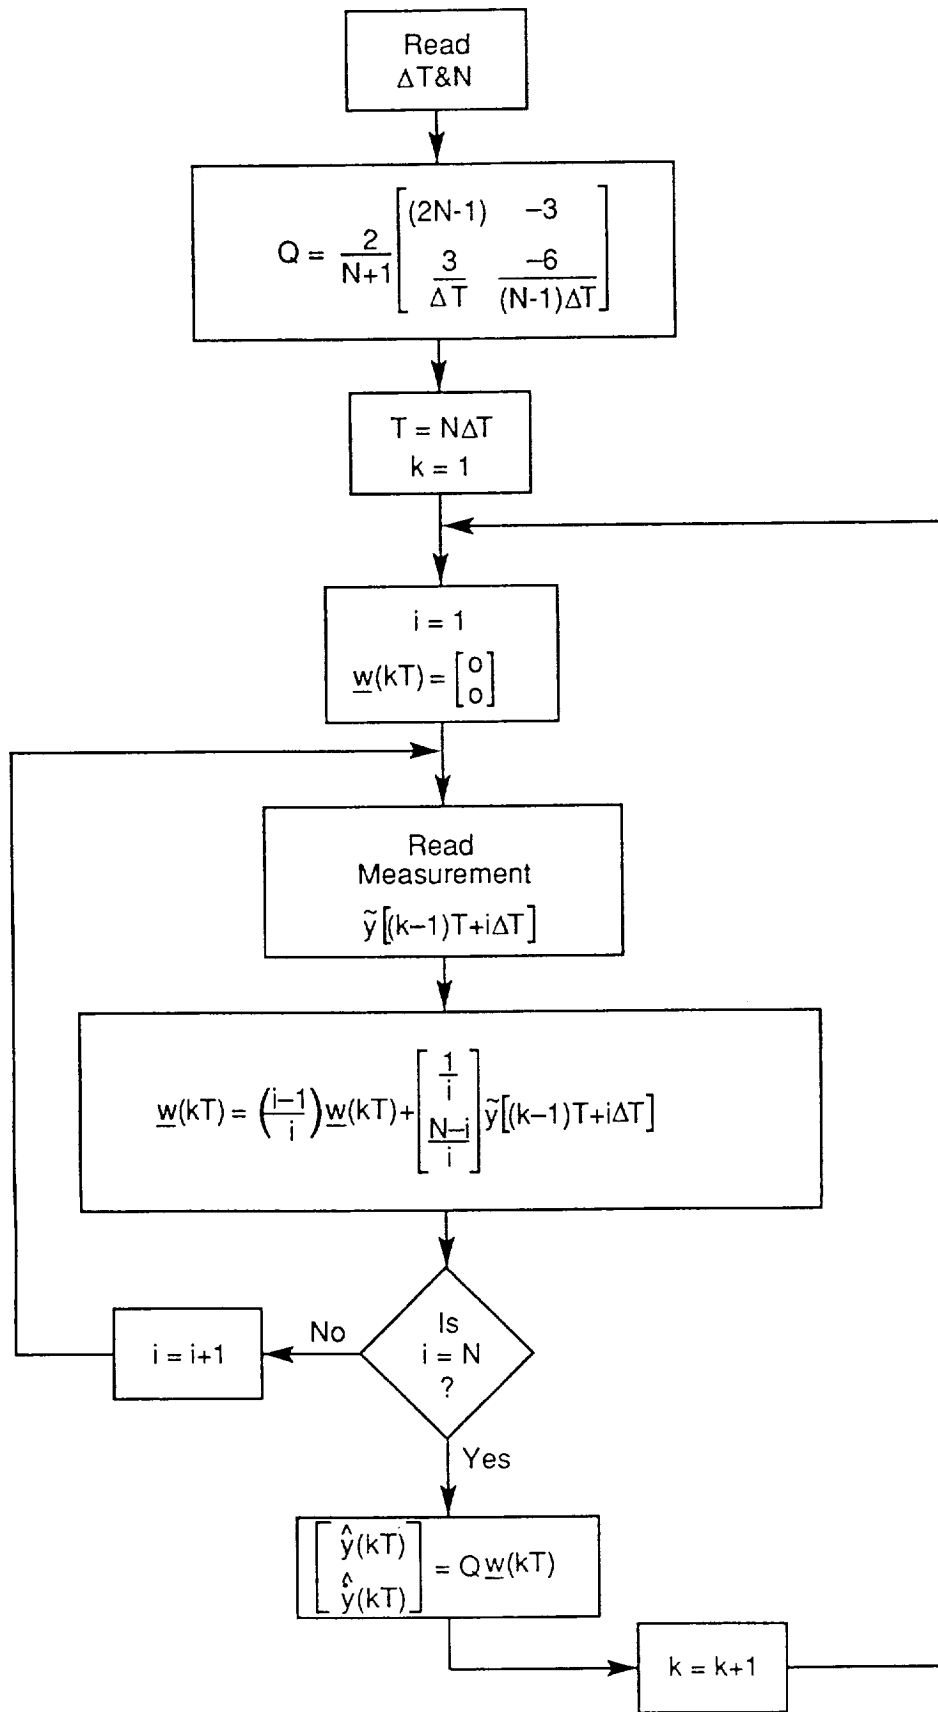 Read
ΔT&N
Q = 2/(N+1) [ (2N-1) −3 ; 3/ΔT −6/((N-1)ΔT) ]
T = NΔT
k = 1
i = 1
w(kT) = [ o ; o ]
Read
Measurement
ỹ[(k−1)T+iΔT]
w(kT) = ((i−1)/i) w(kT) + [ 1/i ; (N−i)/i ] ỹ[(k−1)T+iΔT]
Is
i = N
?
No
i = i+1
Yes
[ ŷ(kT) ; ŷ̇(kT) ] = Q w(kT)
k = k+1